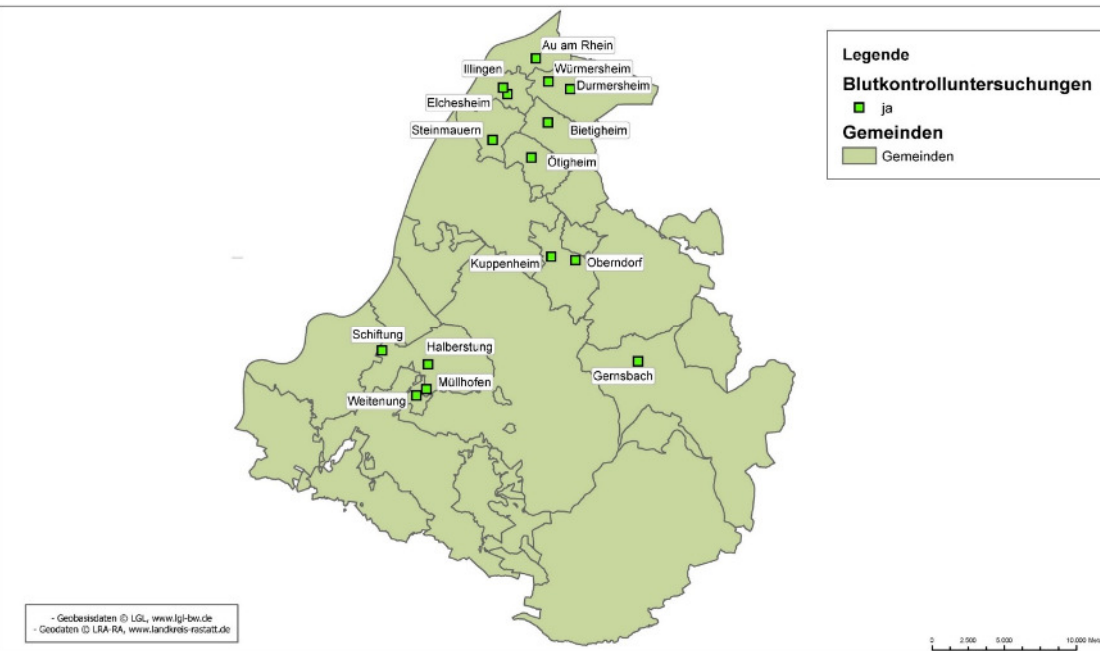 Au am Rhein
Illingen
Würmersheim
Durmersheim
Elchesheim
Steinmauern
Bietigheim
Ötigheim
Kuppenheim
Oberndorf
Schiftung
Halberstung
Gernsbach
Müllhofen
Weitenung
Legende
Blutkontrolluntersuchungen
ja
Gemeinden
Gemeinden
- Geobasisdaten © LGL, www.lgl-bw.de
- Geodaten © LRA-RA, www.landkreis-rastatt.de
0 2.500 5.000 10.000